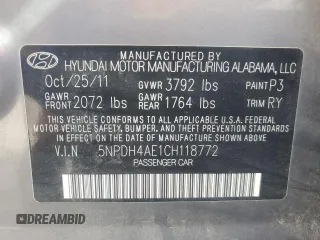 MANUFACTURED BY
HYUNDAI MOTOR MANUFACTURING ALABAMA, LLC
Oct/25/11 GVWR 3792 lbs PAINT P3
GAWR FRONT 2072 lbs GAWR REAR 1764 lbs TRIM RY
THIS VEHICLE CONFORMS TO ALL APPLICABLE
FEDERAL MOTOR VEHICLE SAFETY, BUMPER, AND
THEFT PREVENTION STANDARDS IN EFFECT ON
THE DATE OF MANUFACTURE SHOWN ABOVE.
V.I.N 5NPDH4AE1CH118772
PASSENGER CAR
DREAMBID